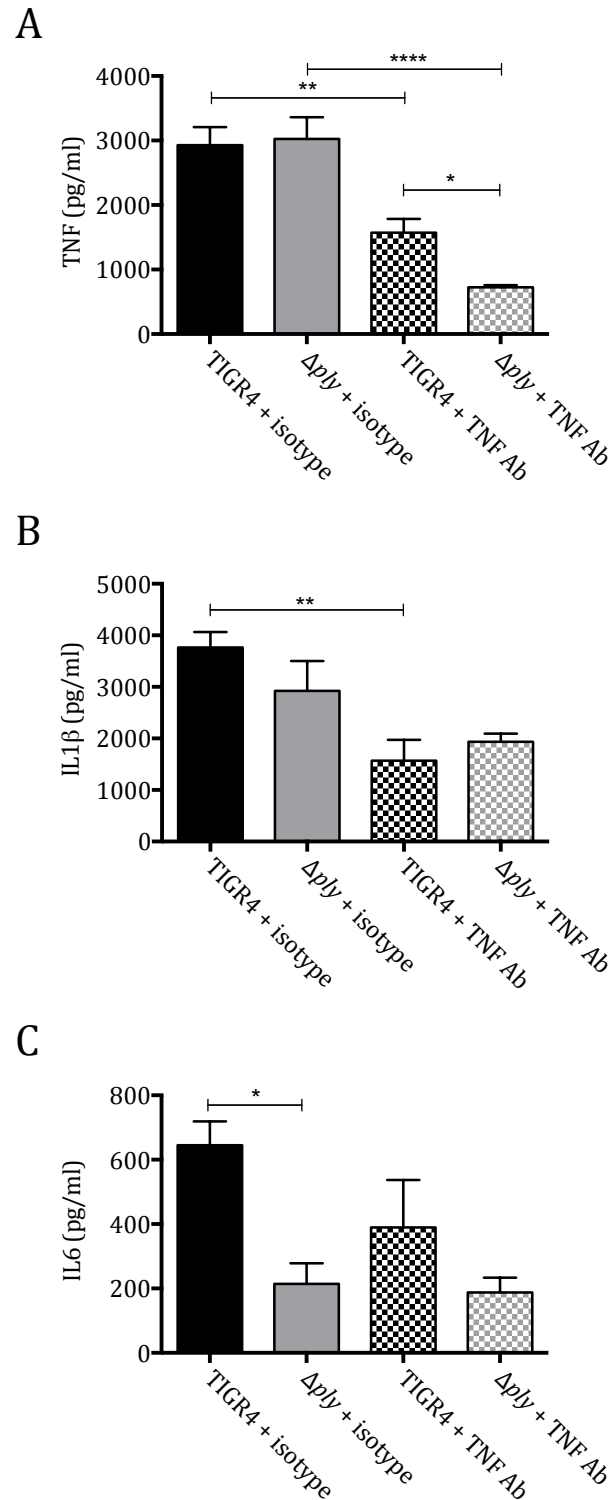 A
****
**
*
4000
3000
2000
1000
0
TNF (pg/ml)
TIGR4 + isotype
Δply + isotype
TIGR4 + TNF Ab
Δply + TNF Ab
B
**
5000
4000
3000
2000
1000
0
IL1β (pg/ml)
TIGR4 + isotype
Δply + isotype
TIGR4 + TNF Ab
Δply + TNF Ab
C
*
800
600
400
200
0
IL6 (pg/ml)
TIGR4 + isotype
Δply + isotype
TIGR4 + TNF Ab
Δply + TNF Ab